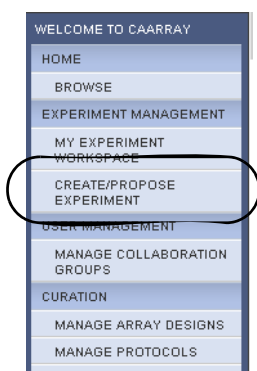 WELCOME TO CAARRAY
HOME
BROWSE
EXPERIMENT MANAGEMENT
MY EXPERIMENT
WORKSPACE
CREATE/PROPOSE
EXPERIMENT
USER MANAGEMENT
MANAGE COLLABORATION
GROUPS
CURATION
MANAGE ARRAY DESIGNS
MANAGE PROTOCOLS